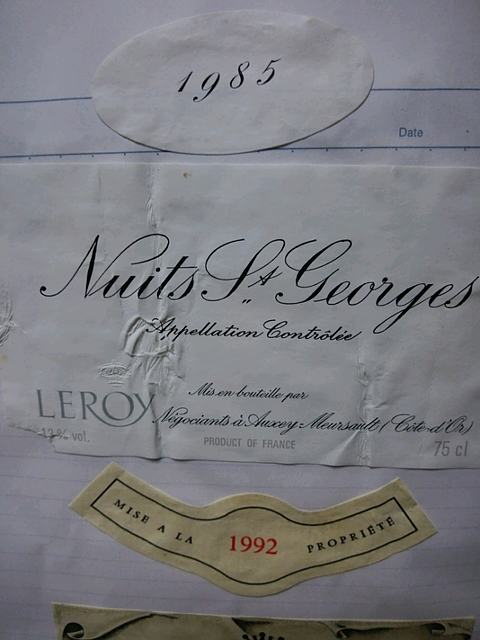 1985
Date
Nuits St Georges
Appellation Contrôlée
LEROY
Mis en bouteille par
Négociants à Auxey-Meursault (Côte-d'Or)
% vol.
PRODUCT OF FRANCE
75 cl
MISE A LA 1992 PROPRIÉTÉ